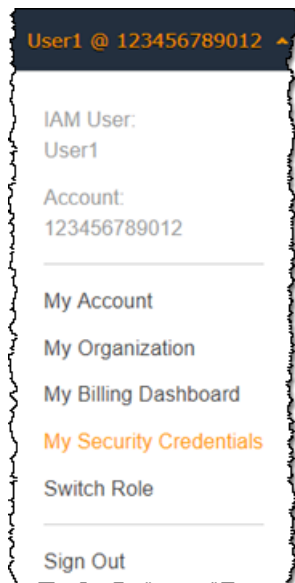 User1 @ 123456789012
IAM User:
User1
Account:
123456789012
My Account
My Organization
My Billing Dashboard
My Security Credentials
Switch Role
Sign Out